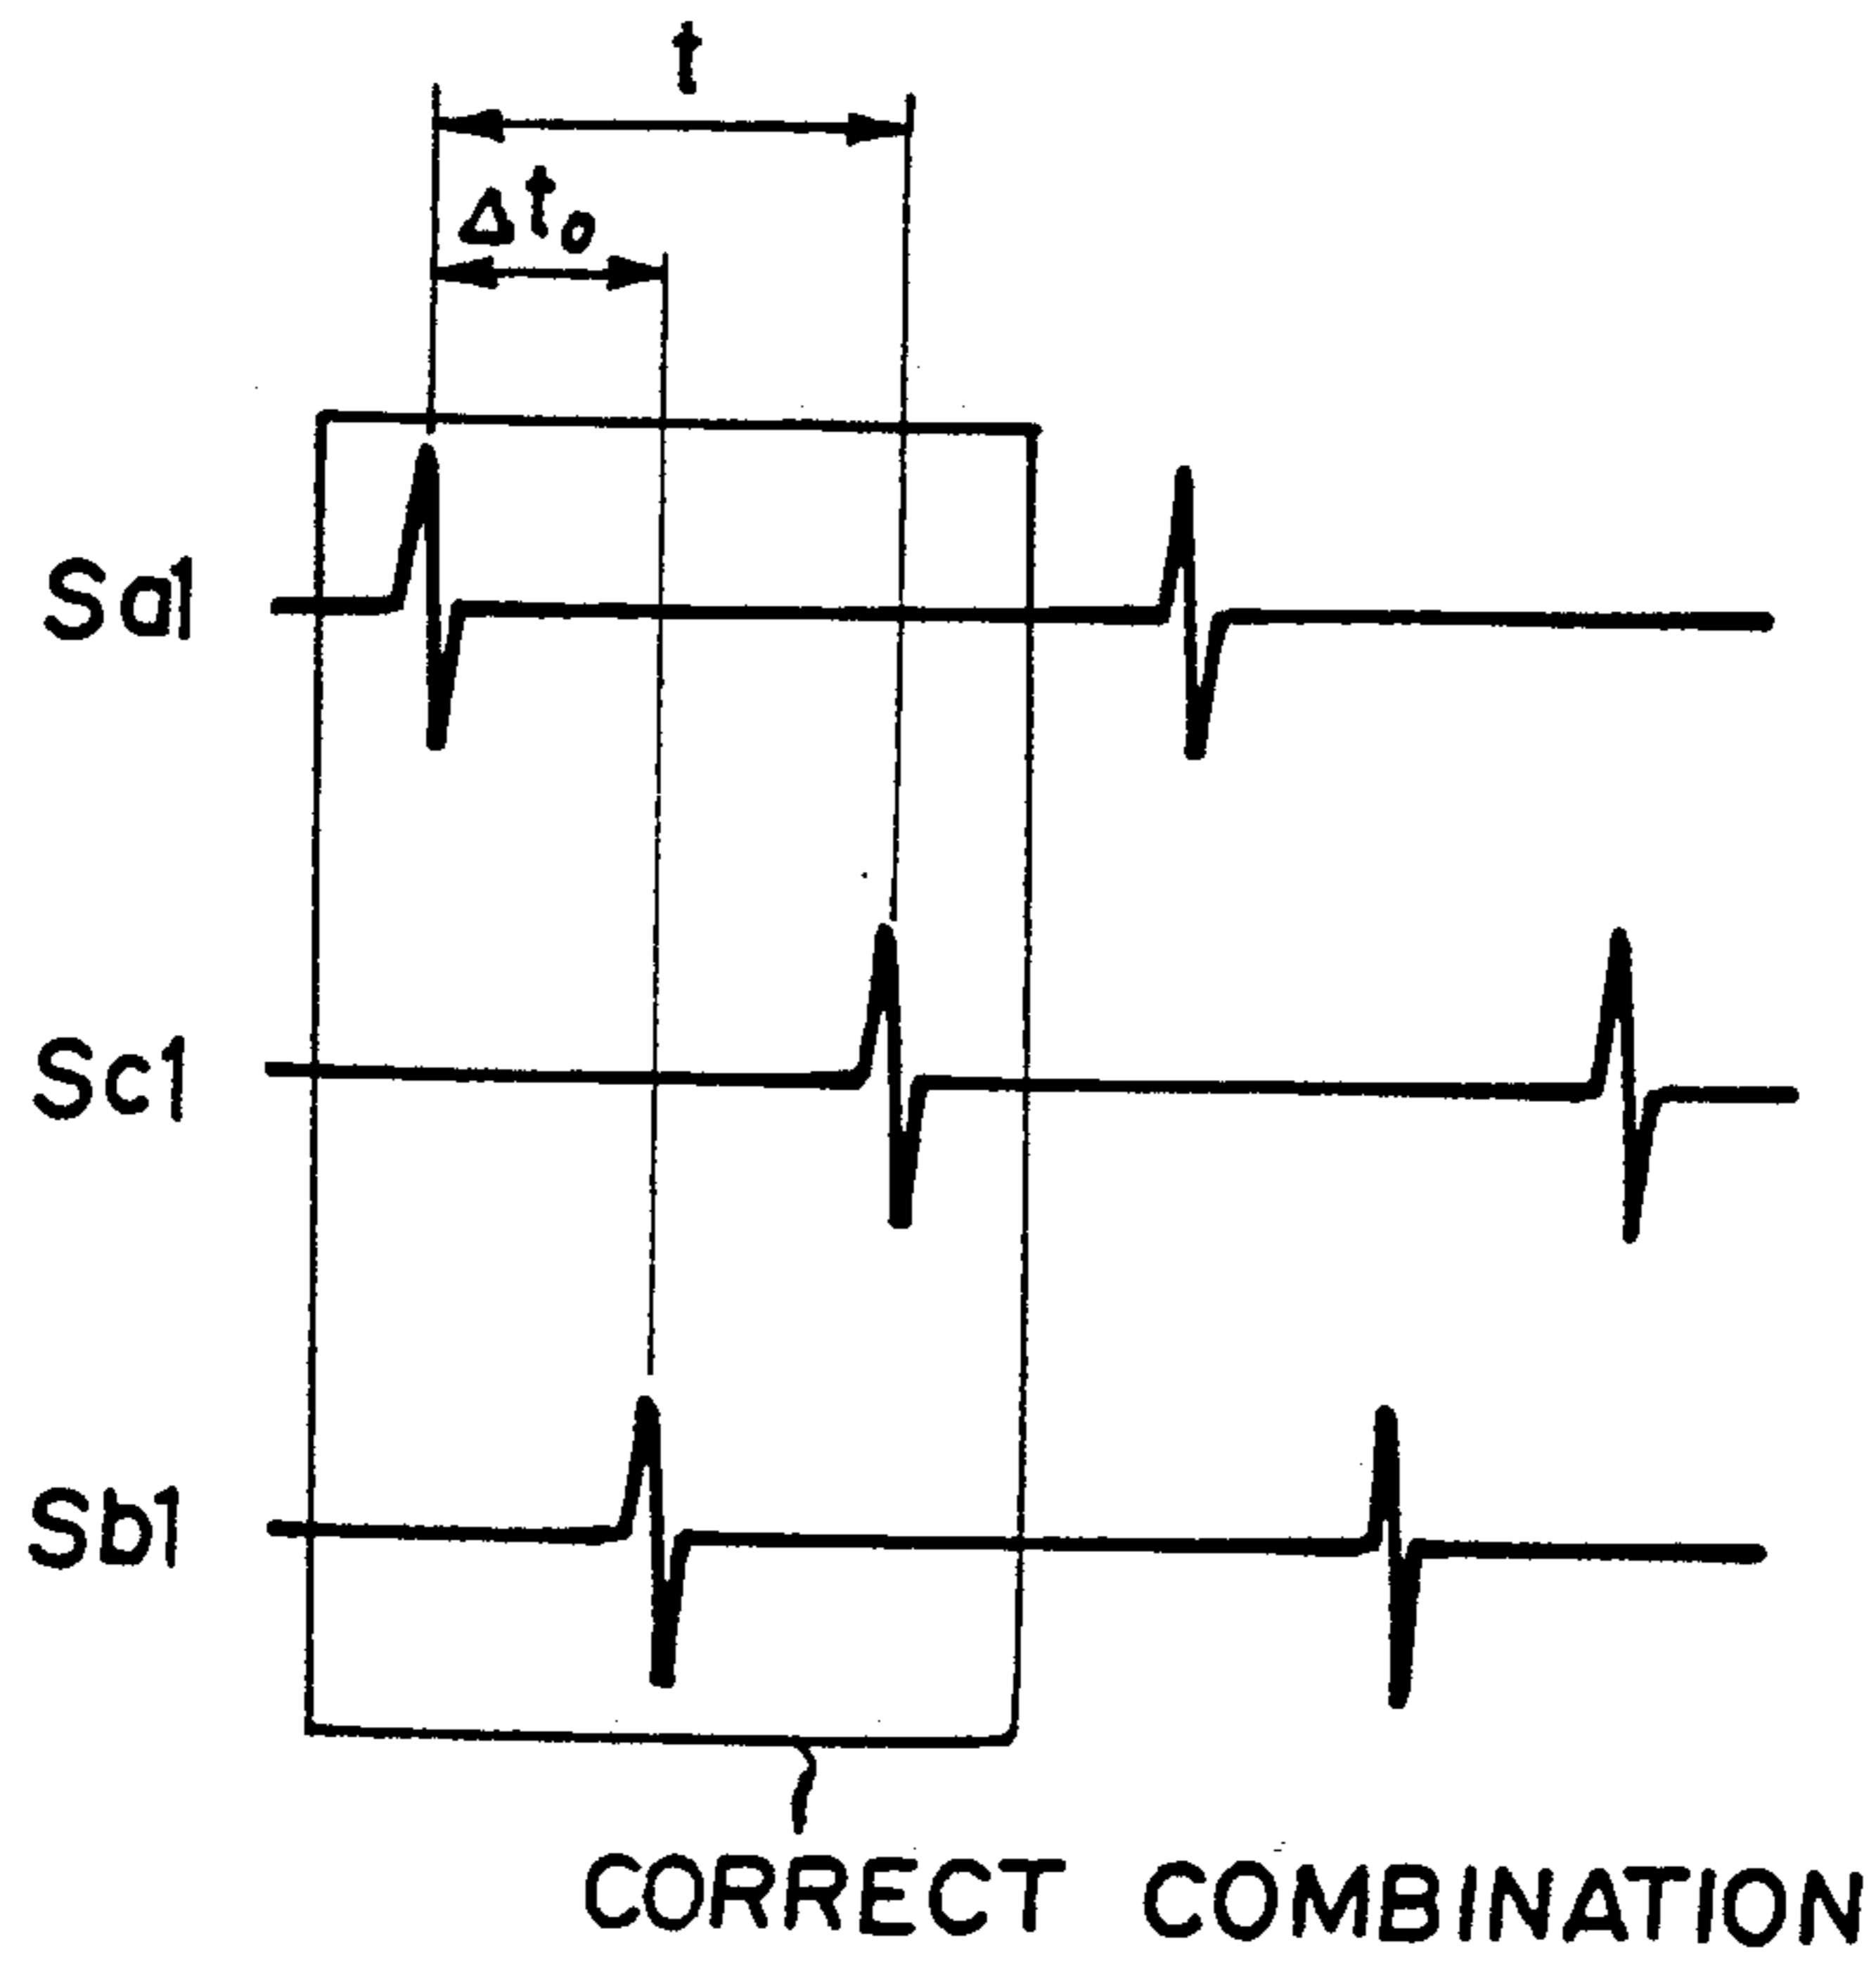 t
Δt₀
Sa1
Sc1
Sb1
CORRECT COMBINATION